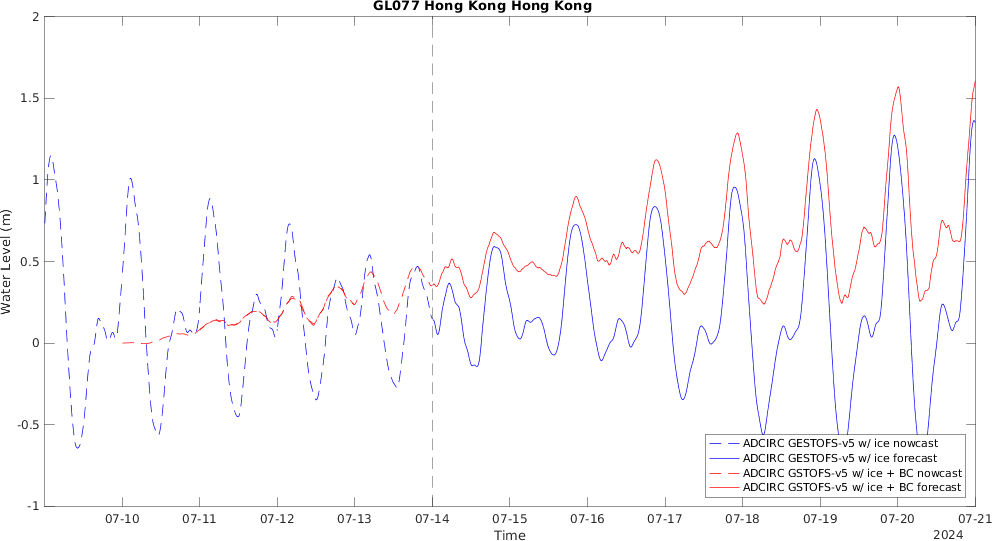 GL077 Hong Kong Hong Kong
Water Level (m)
2
1.5
1
0.5
0
-0.5
-1
07-10 07-11 07-12 07-13 07-14 07-15 07-16 07-17 07-18 07-19 07-20 07-21
Time
2024
ADCIRC GESTOFS-v5 w/ ice nowcast
ADCIRC GESTOFS-v5 w/ ice forecast
ADCIRC GSTOFS-v5 w/ ice + BC nowcast
ADCIRC GSTOFS-v5 w/ ice + BC forecast